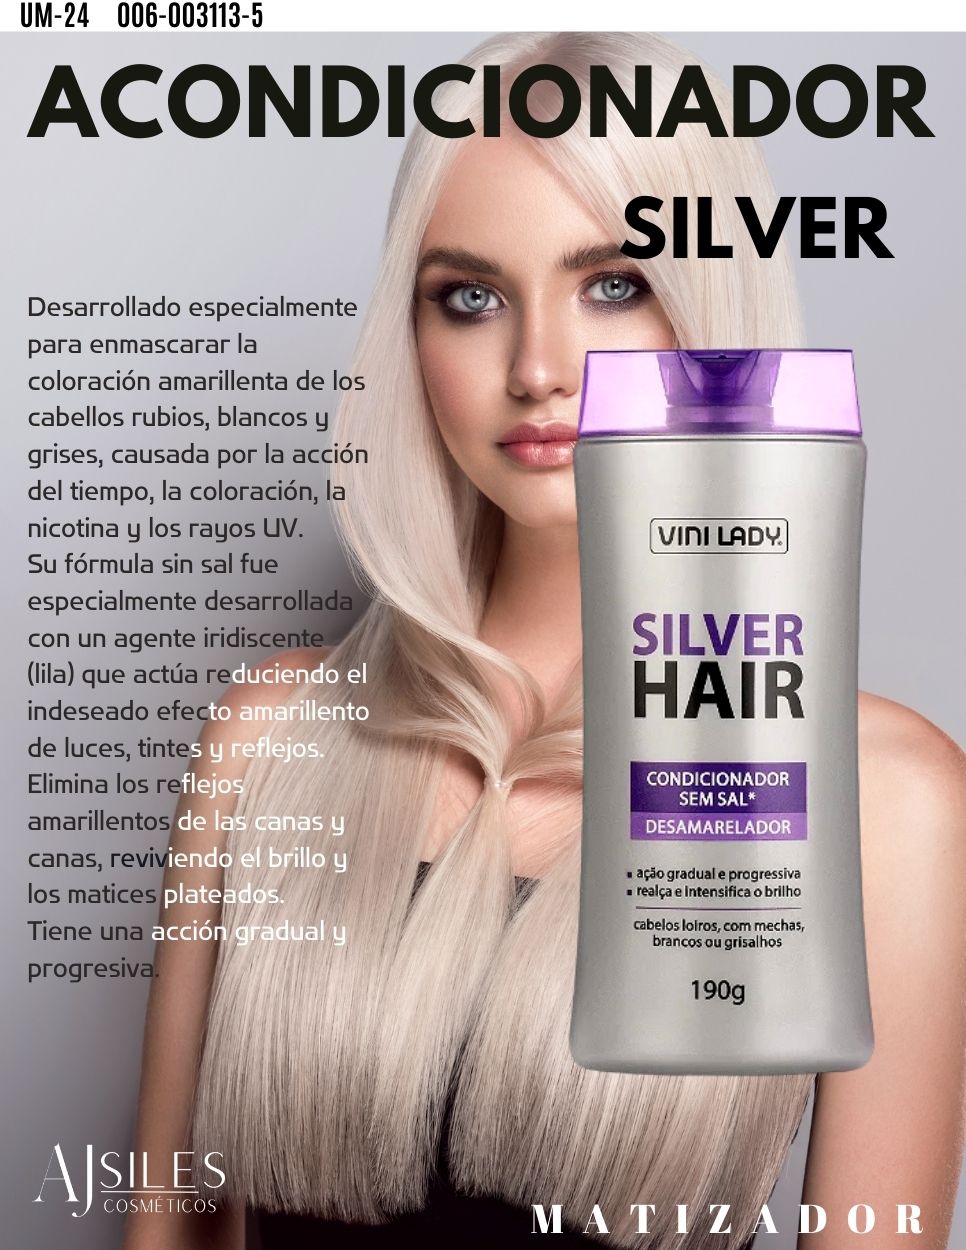 UM-24 006-003113-5
ACONDICIONADOR
SILVER
Desarrollado especialmente
para enmascarar la
coloración amarillenta de los
cabellos rubios, blancos y
grises, causada por la acción
del tiempo, la coloración, la
nicotina y los rayos UV.
Su fórmula sin sal fue
especialmente desarrollada
con un agente iridiscente
(lila) que actúa reduciendo el
indeseado efecto amarillento
de luces, tintes y reflejos.
Elimina los reflejos
amarillentos de las canas y
canas, reviviendo el brillo y
los matices plateados.
Tiene una acción gradual y
progresiva.
VINI LADY.
SILVER
HAIR
CONDICIONADOR
SEM SAL*
DESAMARELADOR
▪ ação gradual e progressiva
▪ realça e intensifica o brilho
cabelos loiros, com mechas,
brancos ou grisalhos
190g
AJSILES
COSMÉTICOS
MATIZADOR